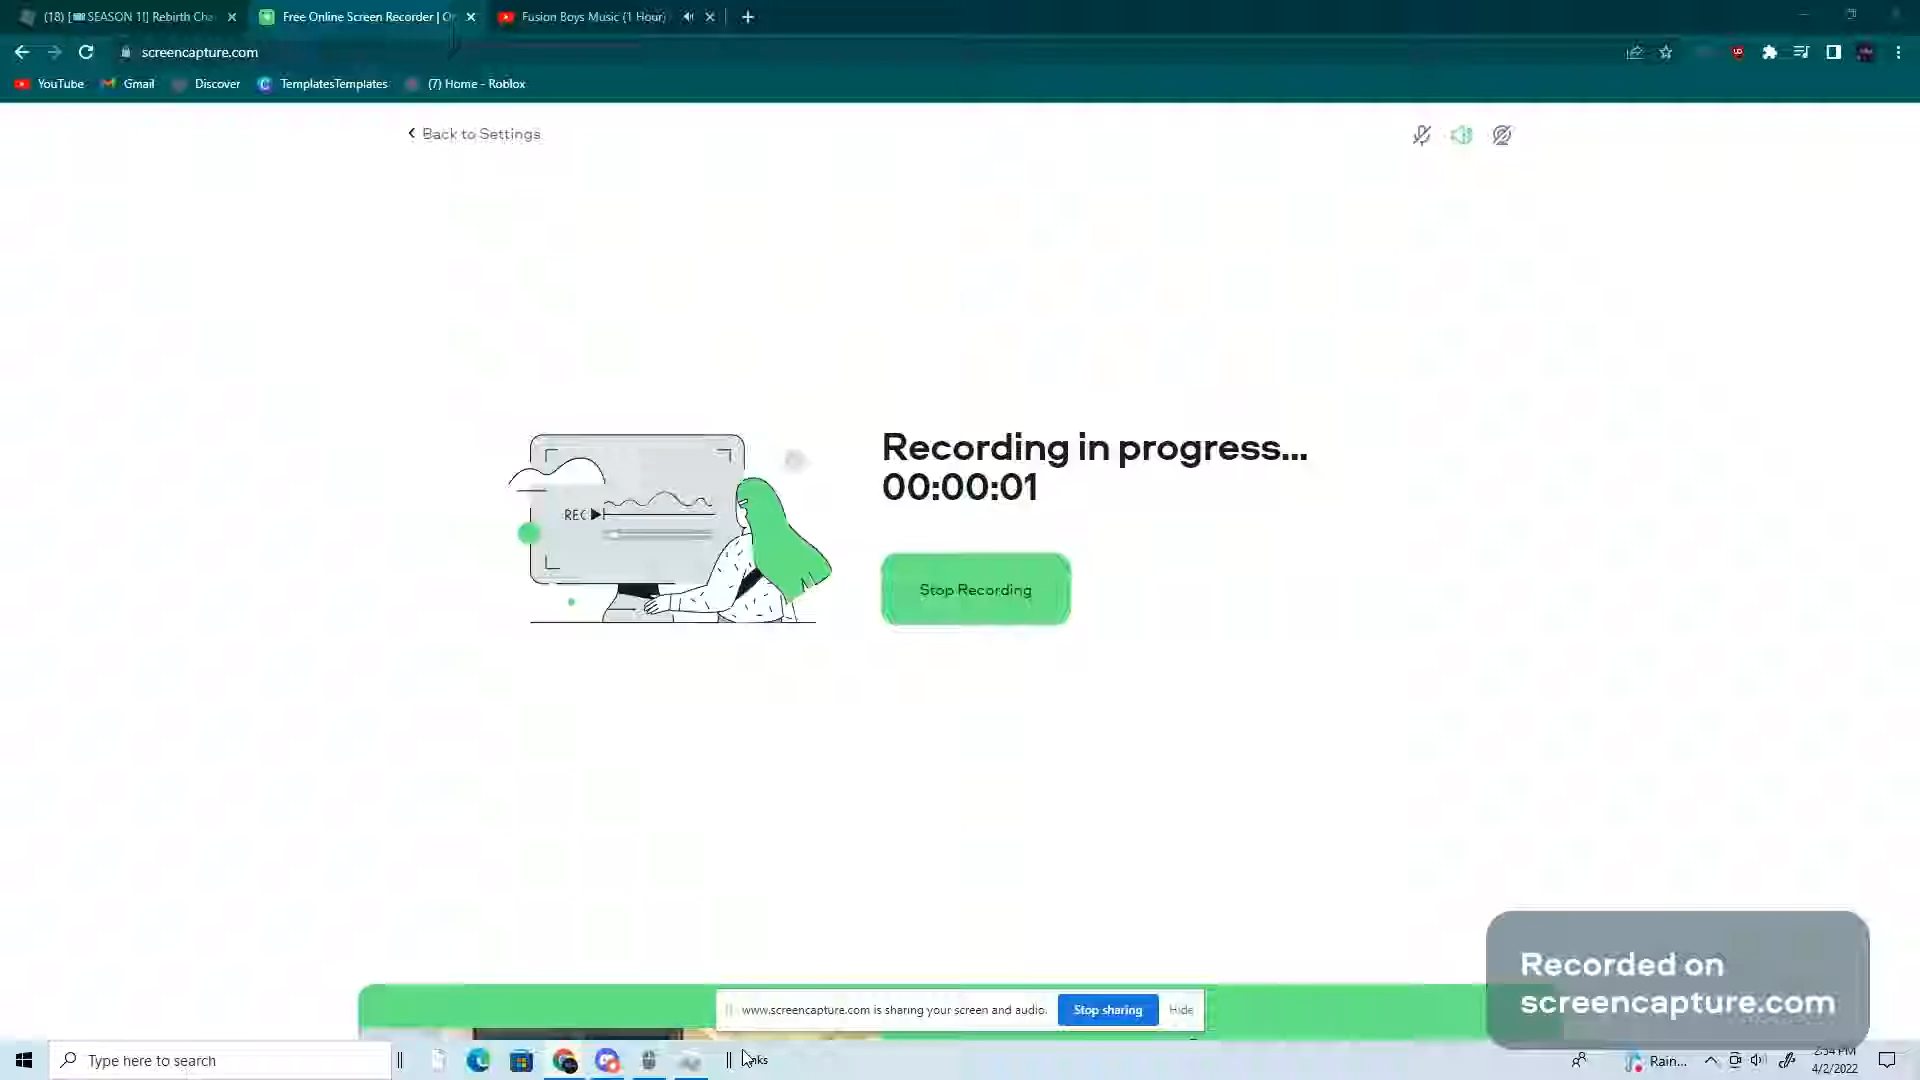 (18) [🎟SEASON 1!] Rebirth Cha
Free Online Screen Recorder | Or
Fusion Boys Music (1 Hour)
screencapture.com
YouTube
Gmail
Discover
TemplatesTemplates
(7) Home - Roblox
Back to Settings
REC
Recording in progress...
00:00:01
Stop Recording
Recorded on
screencapture.com
www.screencapture.com is sharing your screen and audio.
Stop sharing
Hide
Type here to search
Rain...
2:54 PM
4/2/2022